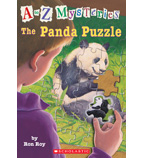 A to Z Mysteries
The Panda Puzzle
by
Ron Roy
SCHOLASTIC